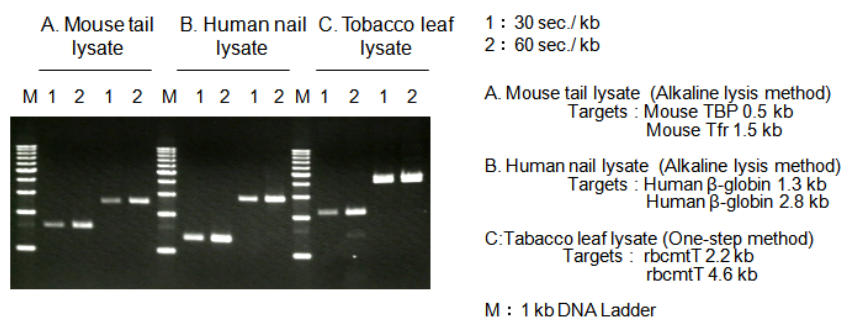 A. Mouse tail lysate
B. Human nail lysate
C. Tobacco leaf lysate
M 1 2 1 2 M 1 2 1 2 M 1 2 1 2
1 : 30 sec./ kb
2 : 60 sec./ kb
A. Mouse tail lysate (Alkaline lysis method)
Targets : Mouse TBP 0.5 kb
Mouse Tfr 1.5 kb
B. Human nail lysate (Alkaline lysis method)
Targets : Human β-globin 1.3 kb
Human β-globin 2.8 kb
C:Tabacco leaf lysate (One-step method)
Targets : rbcmtT 2.2 kb
rbcmtT 4.6 kb
M : 1 kb DNA Ladder